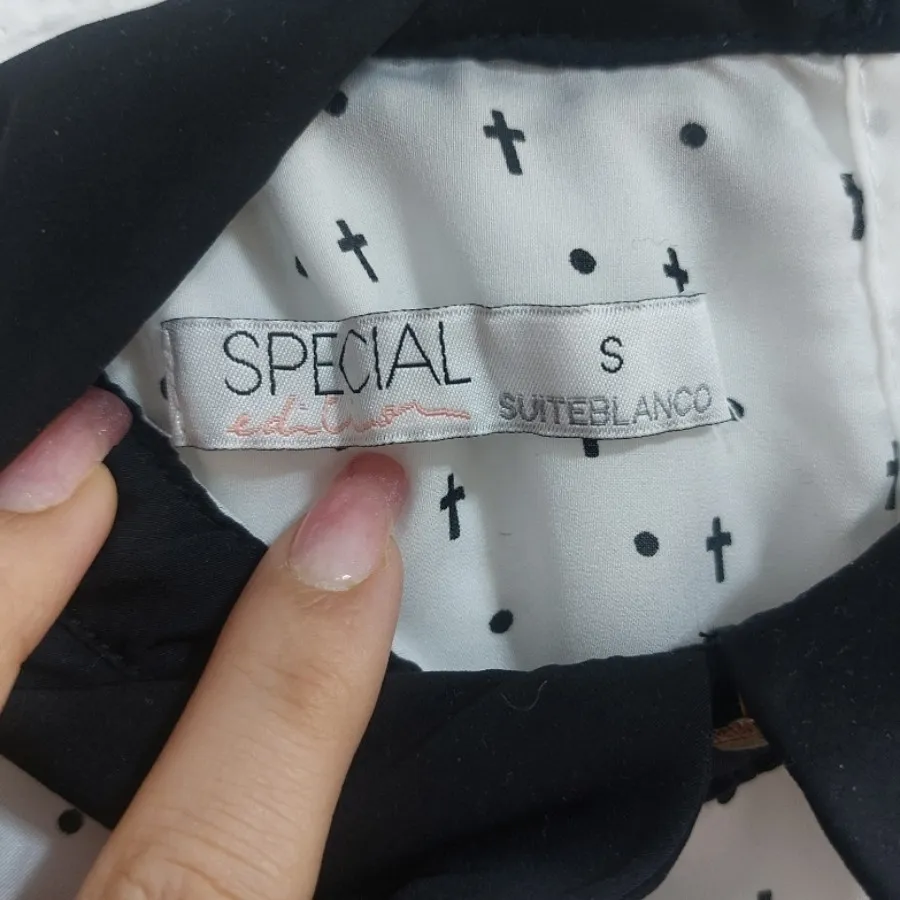 SPECIAL
edition
S
SUITEBLANCO